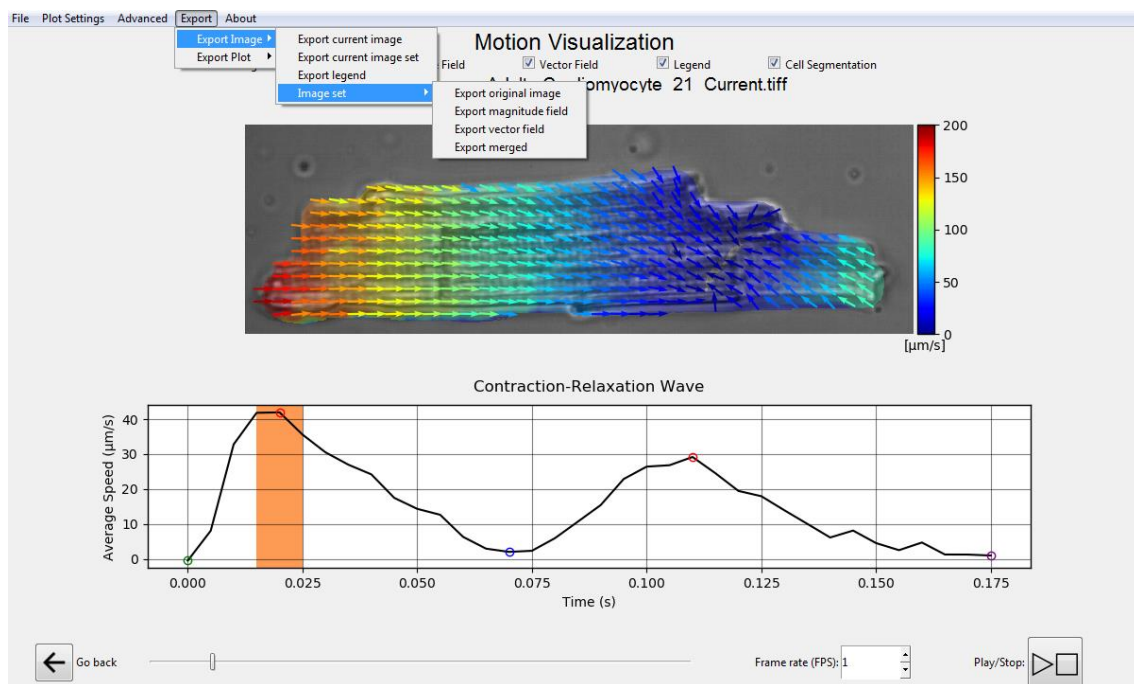 File Plot Settings Advanced Export About
Export Image
Export Plot
Export current image
Export current image set
Export legend
Image set
Export original image
Export magnitude field
Export vector field
Export merged
Motion Visualization
Field Vector Field Legend Cell Segmentation
21 Current.tiff
200
150
100
50
0
[µm/s]
Contraction-Relaxation Wave
Average Speed (µm/s)
40
30
20
10
0
0.000 0.025 0.050 0.075 0.100 0.125 0.150 0.175
Time (s)
Go back
Frame rate (FPS): 1
Play/Stop: